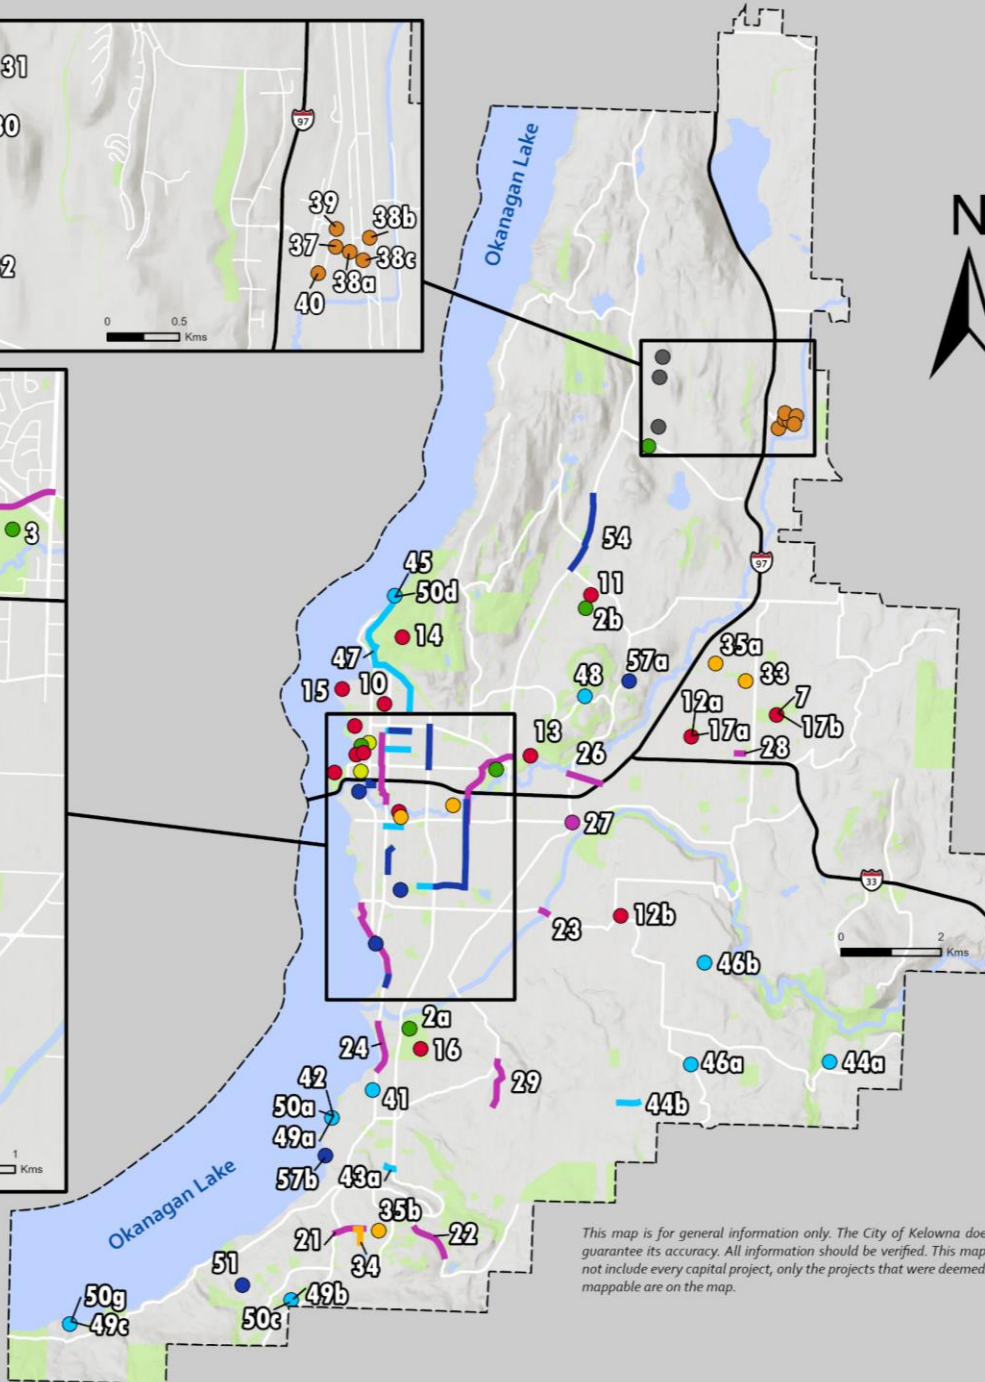 31
97
39
38b
37
38c
38a
40
0 0.5
Kms
Okanagan Lake
N
3
54
97
45
50d
11
2b
14
47
35a
33
48
57a
15
10
12a
17a
7
17b
28
13
26
27
33
23
12b
0 2
Kms
46b
2a
16
24
46a
44a
29
42
41
50a
49a
44b
57b
43a
1
Kms
Okanagan Lake
35b
21
22
34
51
49b
50c
50g
49c
This map is for general information only. The City of Kelowna doe
guarantee its accuracy. All information should be verified. This map
not include every capital project, only the projects that were deemed
mappable are on the map.